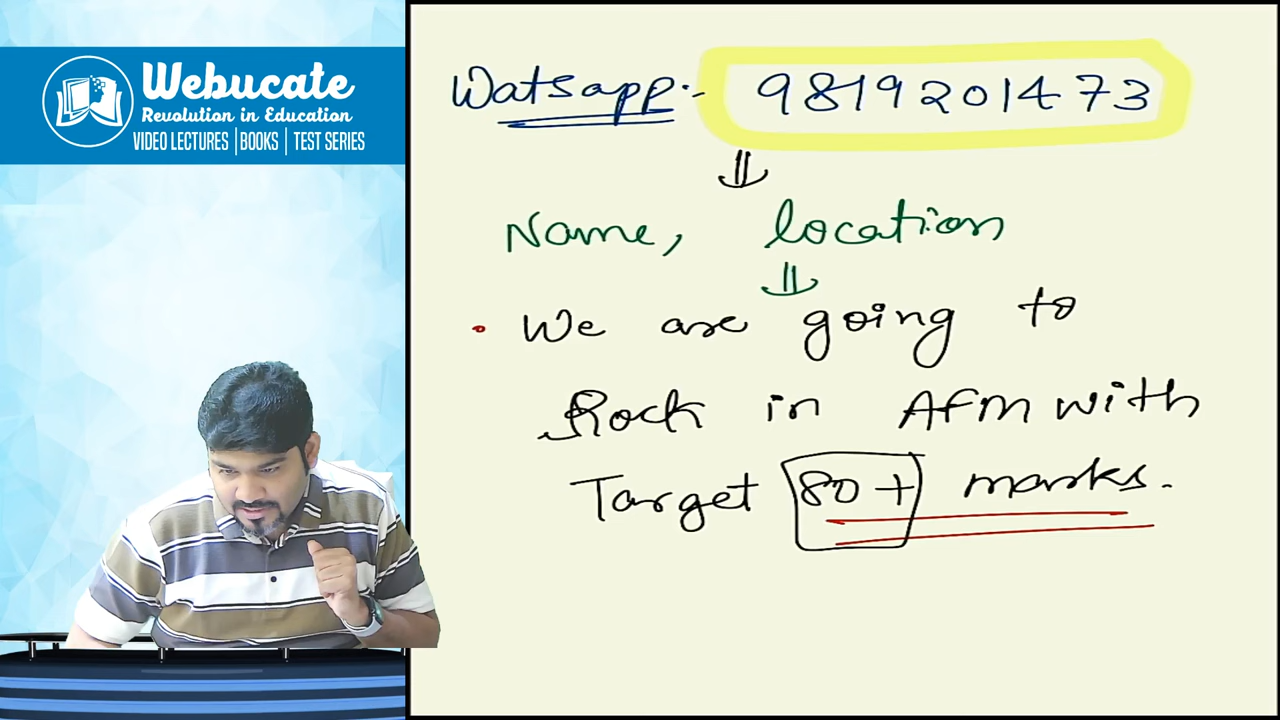 Webucate
Revolution in Education
VIDEO LECTURES | BOOKS | TEST SERIES
Watsapp:- 9819201473
Name, location
• We are going to
Rock in AFM with
Target 80+ marks.